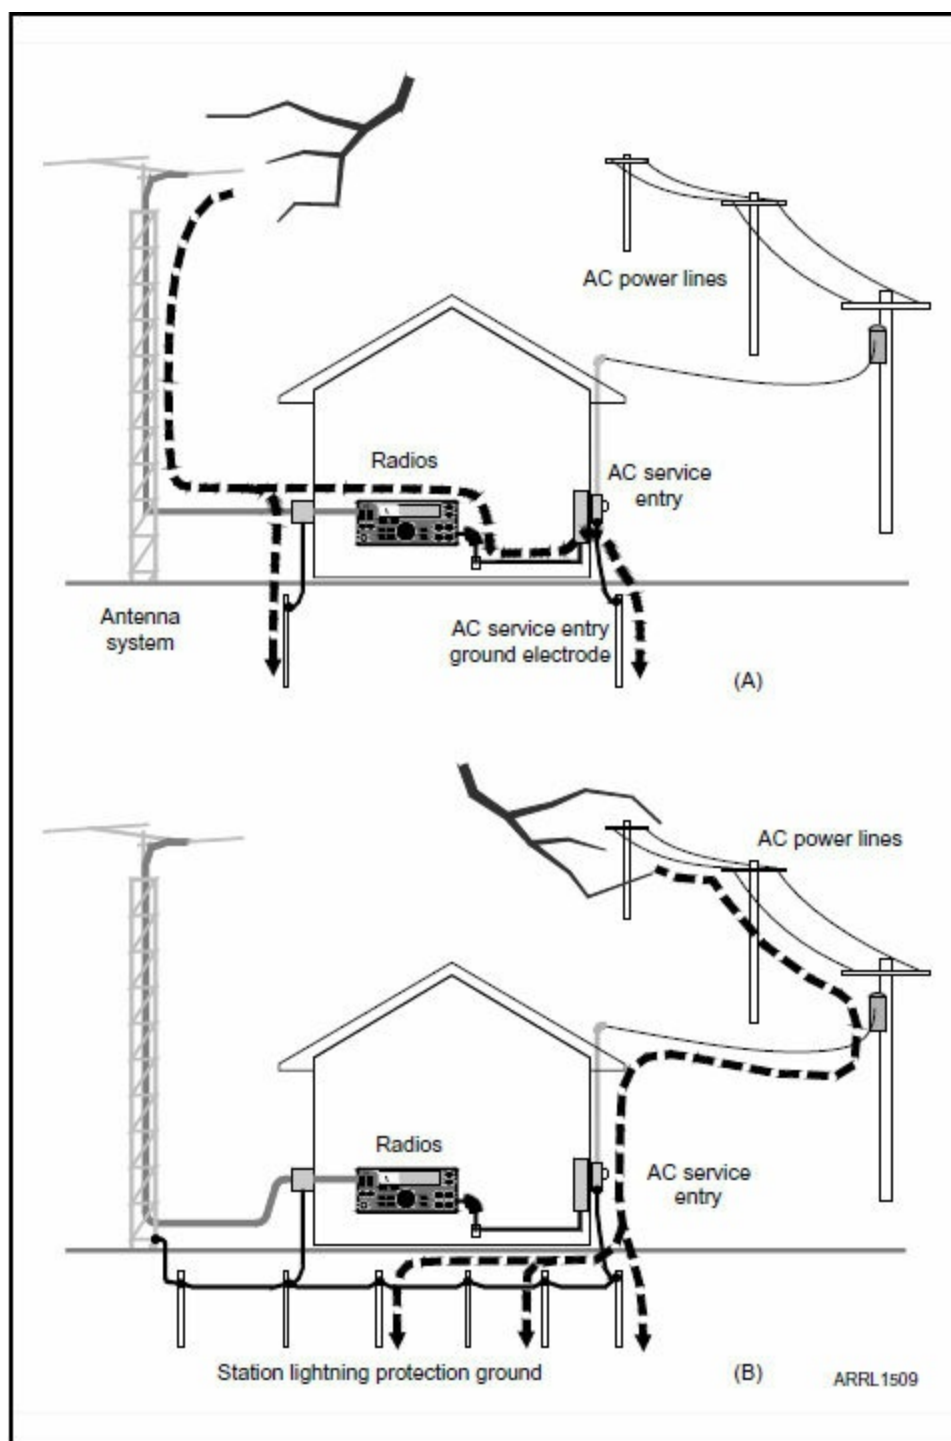 AC power lines
Radios
AC service
entry
Antenna
system
AC service entry
ground electrode
(A)
AC power lines
Radios
AC service
entry
Station lightning protection ground
(B)
ARRL1509